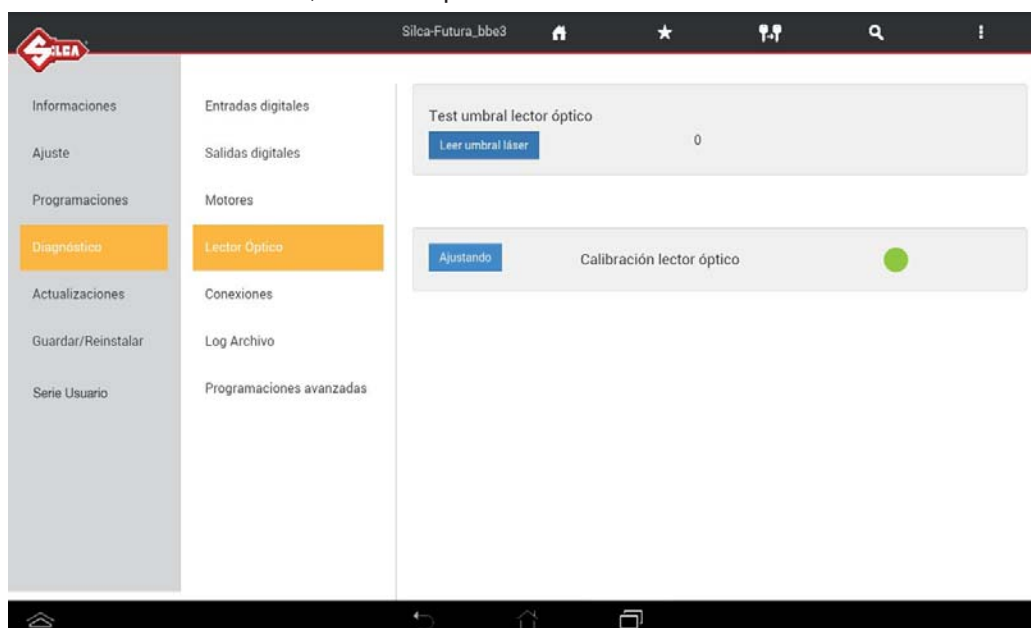 Silca-Futura_bbe3
SILCA
Informaciones
Ajuste
Programaciones
Diagnóstico
Actualizaciones
Guardar/Reinstalar
Serie Usuario
Entradas digitales
Salidas digitales
Motores
Lector Óptico
Conexiones
Log Archivo
Programaciones avanzadas
Test umbral lector óptico
Leer umbral láser 0
Ajustando Calibración lector óptico